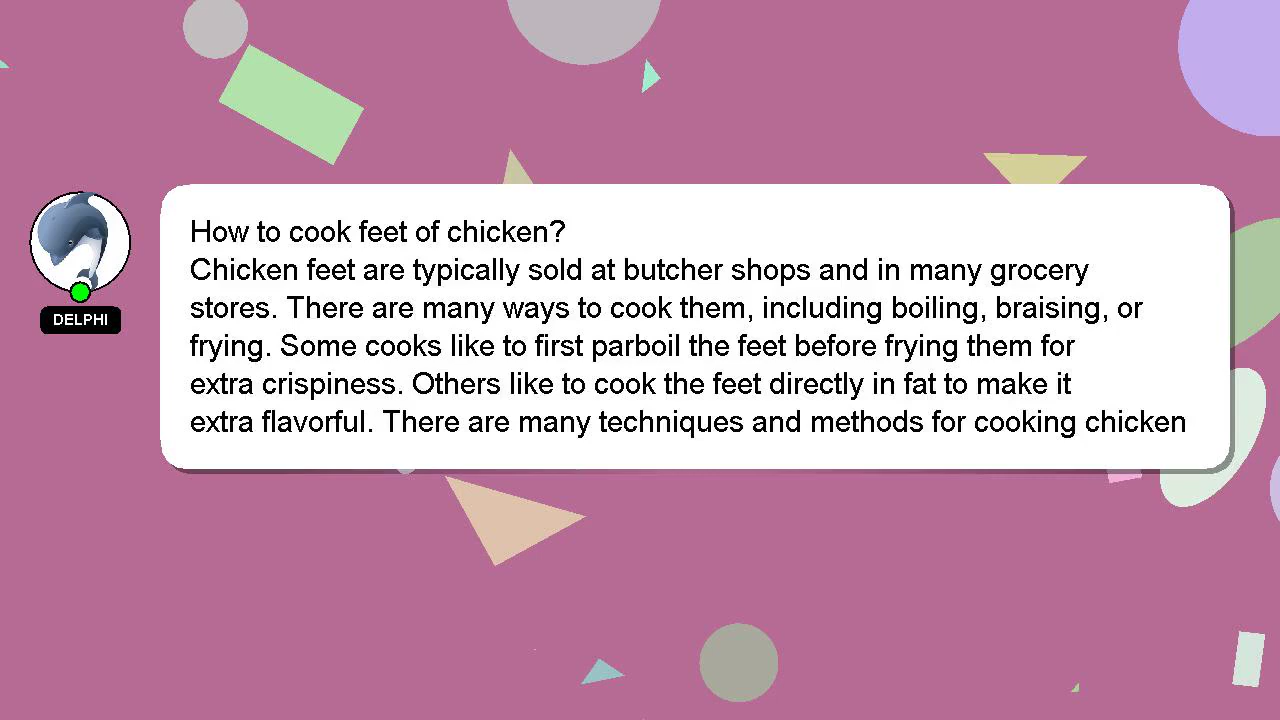 How to cook feet of chicken?
Chicken feet are typically sold at butcher shops and in many grocery
stores. There are many ways to cook them, including boiling, braising, or
frying. Some cooks like to first parboil the feet before frying them for
extra crispiness. Others like to cook the feet directly in fat to make it
extra flavorful. There are many techniques and methods for cooking chicken
DELPHI